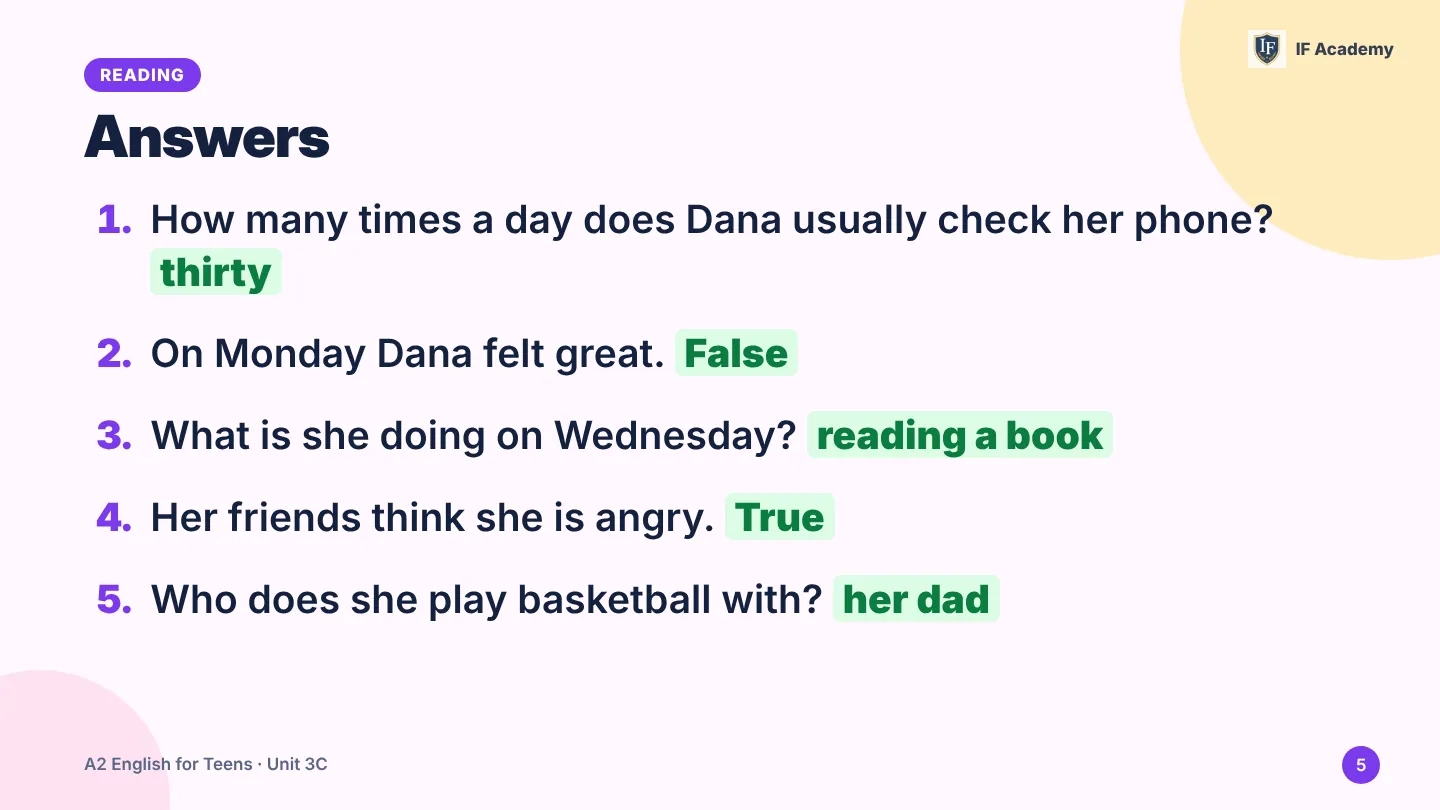 IF Academy
READING
Answers
1. How many times a day does Dana usually check her phone?
thirty
2. On Monday Dana felt great. False
3. What is she doing on Wednesday? reading a book
4. Her friends think she is angry. True
5. Who does she play basketball with? her dad
A2 English for Teens · Unit 3C
5